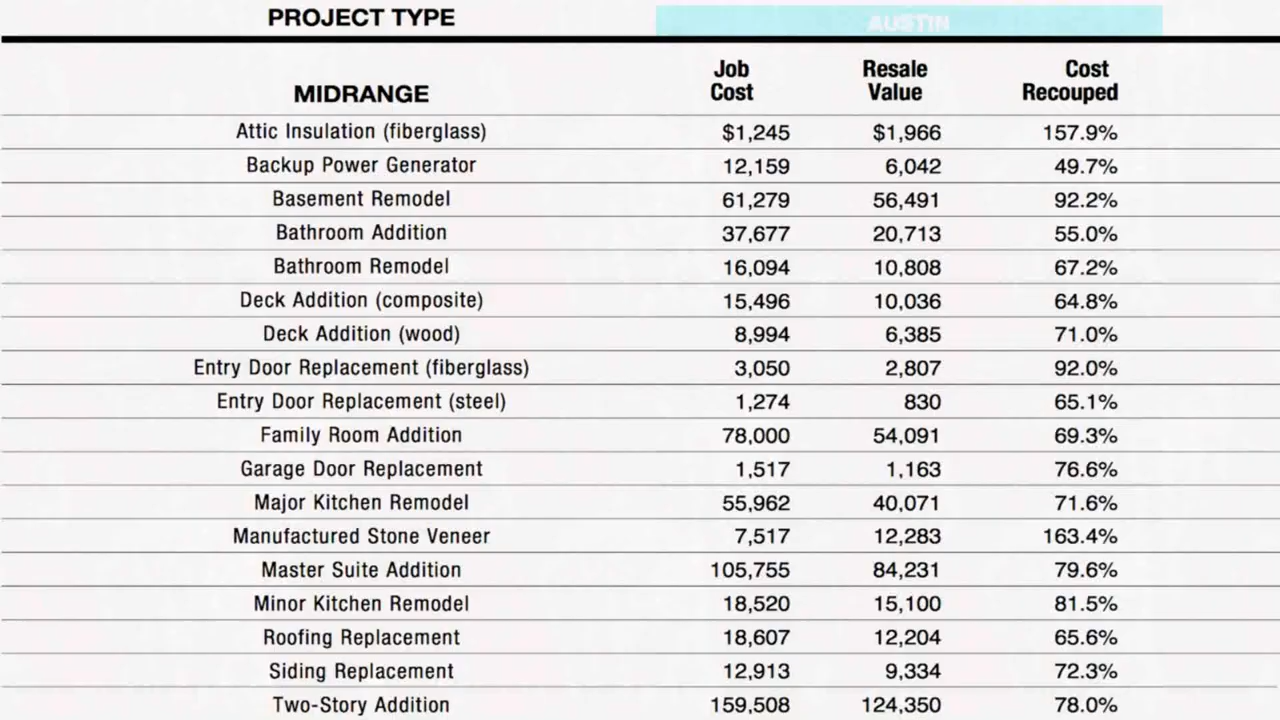 PROJECT TYPE AUSTIN
MIDRANGE Job Cost Resale Value Cost Recouped
Attic Insulation (fiberglass) $1,245 $1,966 157.9%
Backup Power Generator 12,159 6,042 49.7%
Basement Remodel 61,279 56,491 92.2%
Bathroom Addition 37,677 20,713 55.0%
Bathroom Remodel 16,094 10,808 67.2%
Deck Addition (composite) 15,496 10,036 64.8%
Deck Addition (wood) 8,994 6,385 71.0%
Entry Door Replacement (fiberglass) 3,050 2,807 92.0%
Entry Door Replacement (steel) 1,274 830 65.1%
Family Room Addition 78,000 54,091 69.3%
Garage Door Replacement 1,517 1,163 76.6%
Major Kitchen Remodel 55,962 40,071 71.6%
Manufactured Stone Veneer 7,517 12,283 163.4%
Master Suite Addition 105,755 84,231 79.6%
Minor Kitchen Remodel 18,520 15,100 81.5%
Roofing Replacement 18,607 12,204 65.6%
Siding Replacement 12,913 9,334 72.3%
Two-Story Addition 159,508 124,350 78.0%